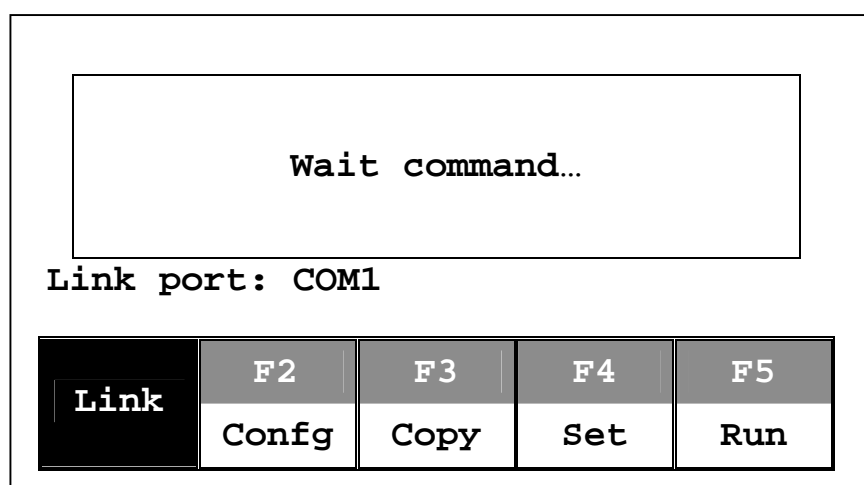 Wait command…
Link port: COM1
Link
F2 F3 F4 F5
Confg Copy Set Run